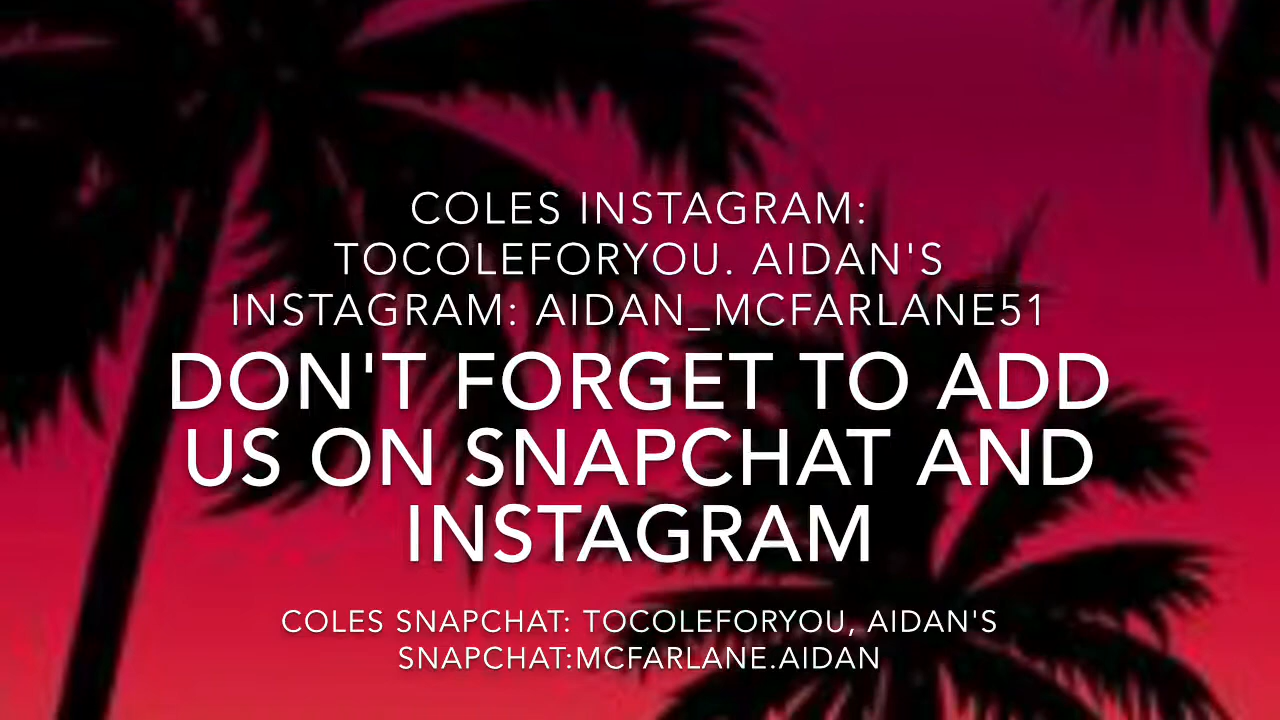 COLES INSTAGRAM:
TOCOLEFORYOU. AIDAN'S
INSTAGRAM: AIDAN_MCFARLANE51
DON'T FORGET TO ADD
US ON SNAPCHAT AND
INSTAGRAM
COLES SNAPCHAT: TOCOLEFORYOU, AIDAN'S
SNAPCHAT:MCFARLANE.AIDAN